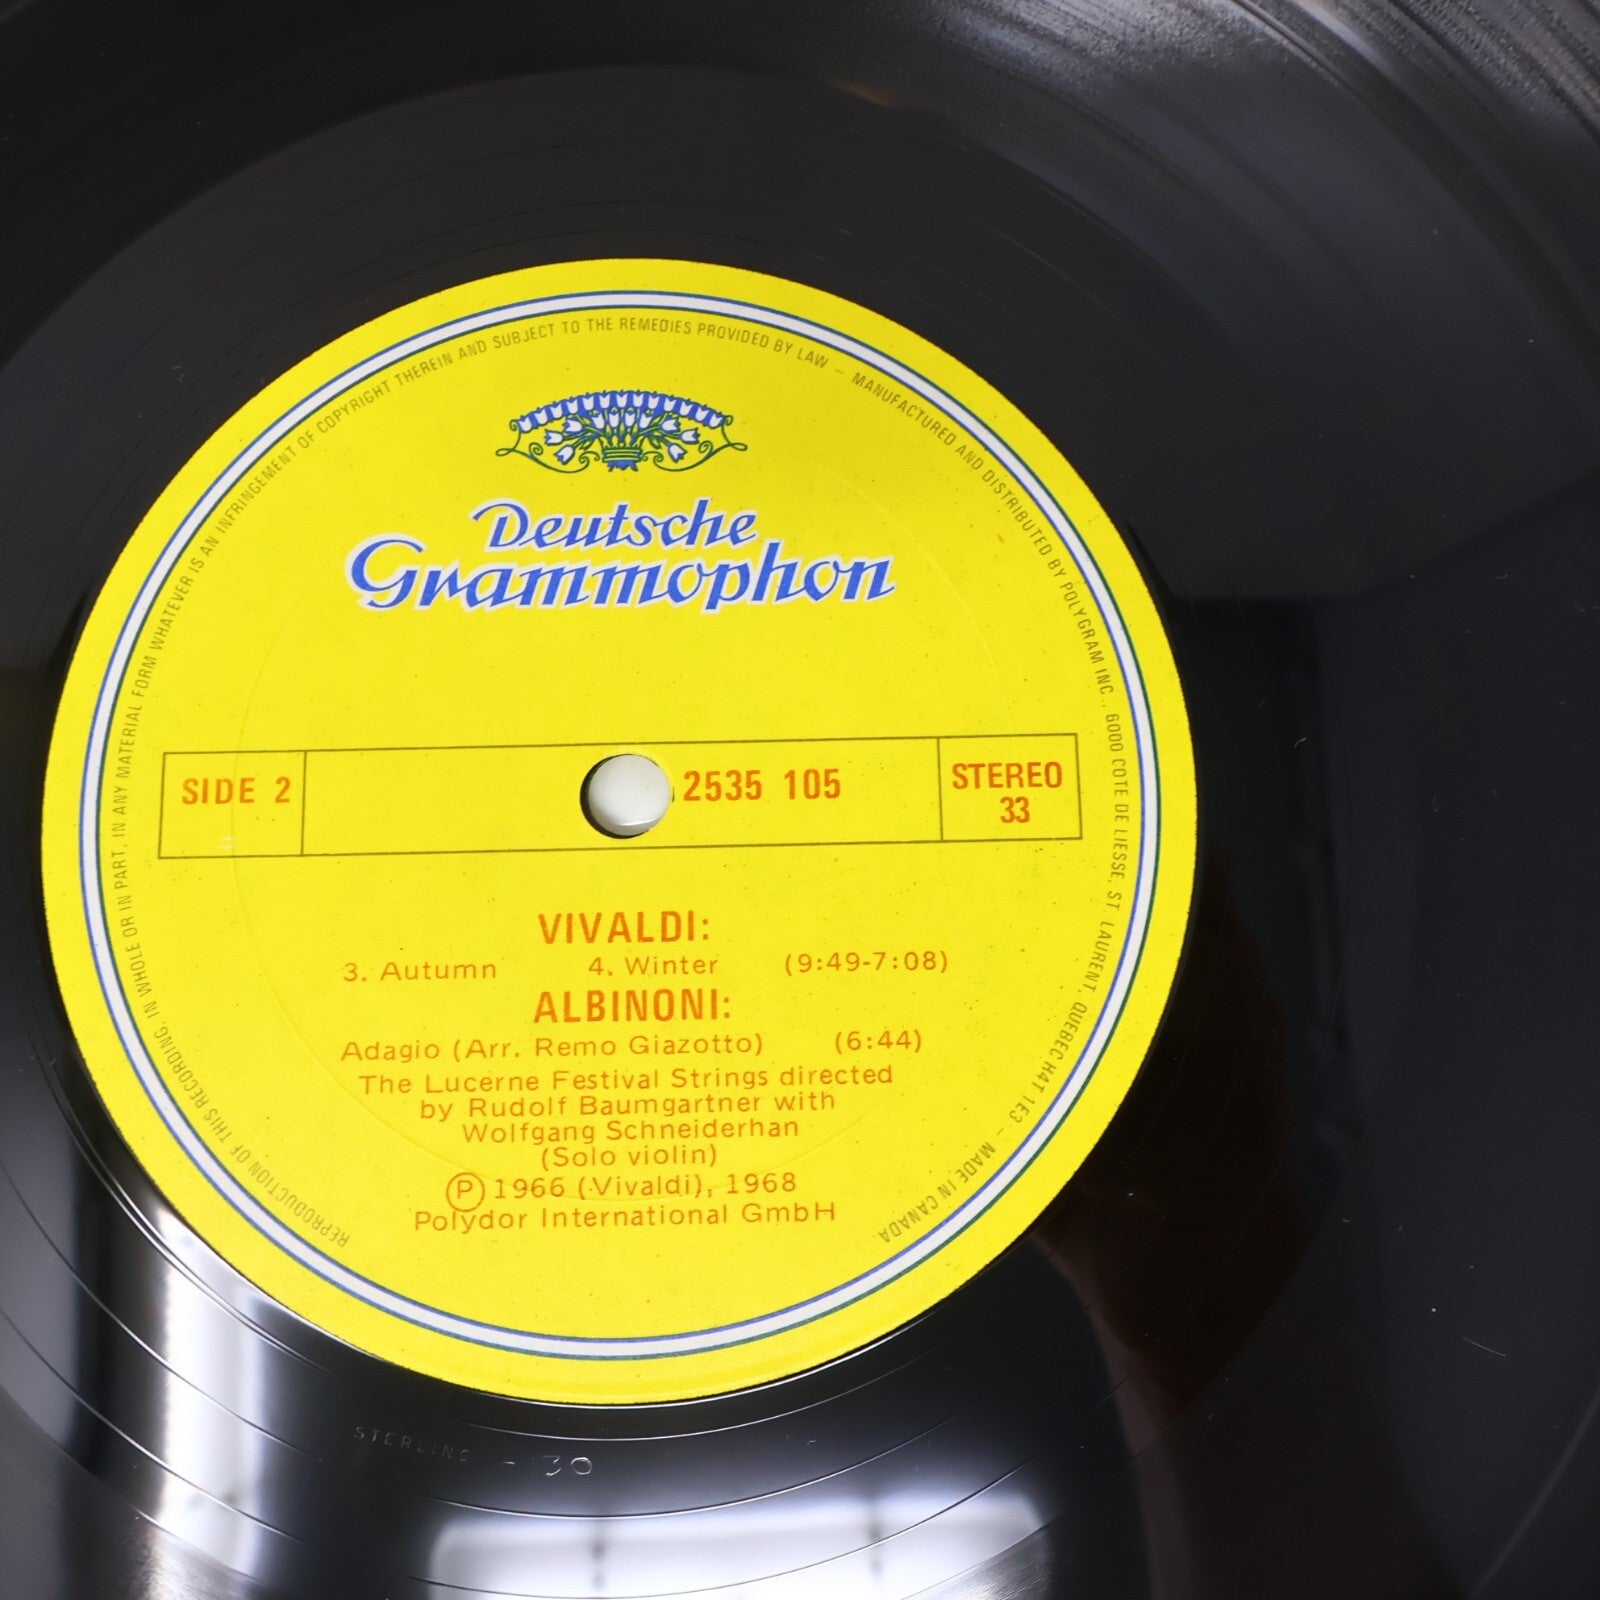 REPRODUCTION OF THIS RECORDING, IN WHOLE OR IN PART, IN ANY MATERIAL FORM WHATEVER IS AN INFRINGEMENT OF COPYRIGHT THEREIN AND SUBJECT TO THE REMEDIES PROVIDED BY LAW – MANUFACTURED AND DISTRIBUTED BY POLYGRAM INC., 6000 COTE DE LIESSE, ST. LAURENT, QUEBEC H4T 1E3 – MADE IN CANADA
Deutsche
Grammophon
SIDE 2 2535 105 STEREO
33
VIVALDI:
3. Autumn 4. Winter (9:49-7:08)
ALBINONI:
Adagio (Arr. Remo Giazotto) (6:44)
The Lucerne Festival Strings directed
by Rudolf Baumgartner with
Wolfgang Schneiderhan
(Solo violin)
Ⓟ 1966 (Vivaldi), 1968
Polydor International GmbH
STERLING - 30